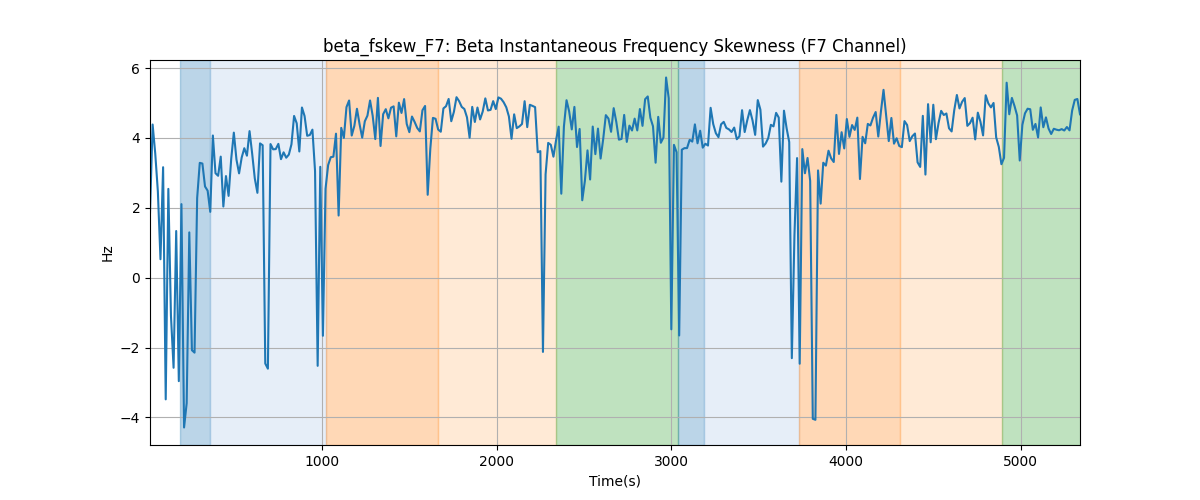 beta_fskew_F7: Beta Instantaneous Frequency Skewness (F7 Channel)
6
4
2
0
−2
−4
Hz
1000 2000 3000 4000 5000
Time(s)